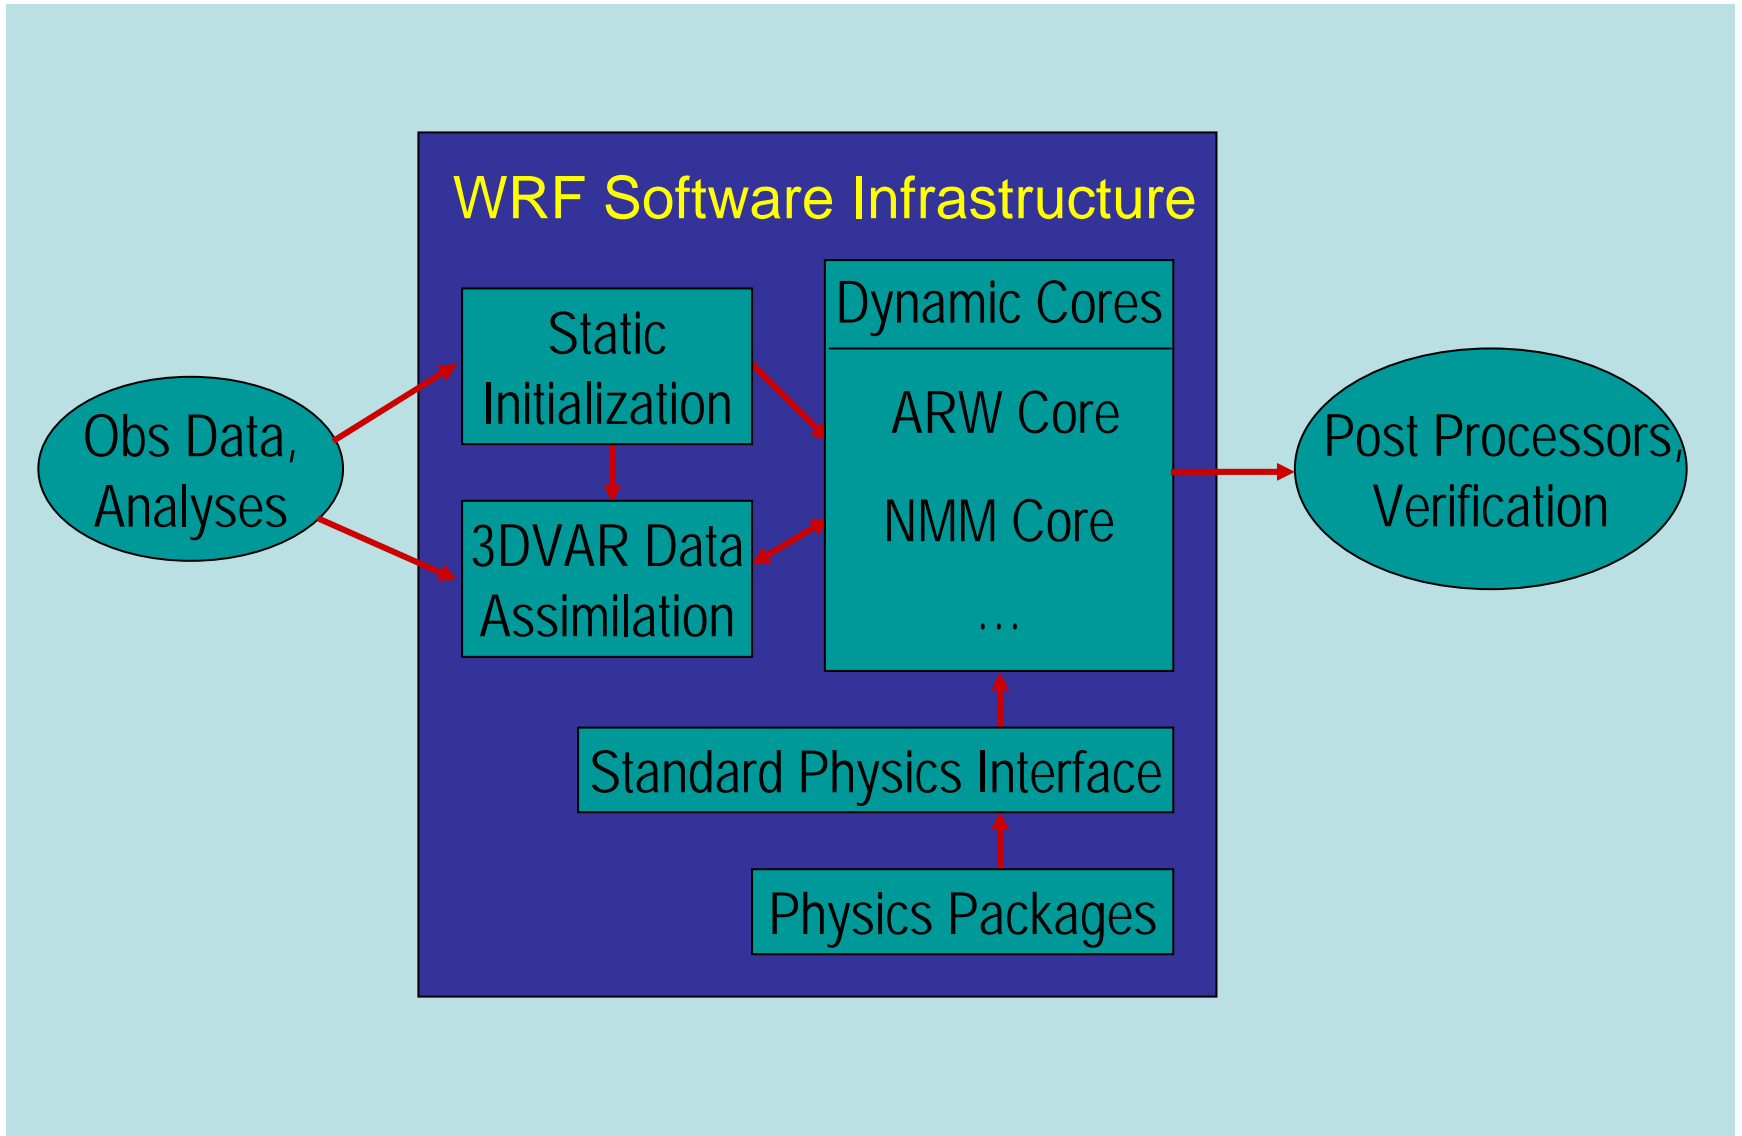 WRF Software Infrastructure
Obs Data,
Analyses
Static
Initialization
3DVAR Data
Assimilation
Dynamic Cores
ARW Core
NMM Core
...
Standard Physics Interface
Physics Packages
Post Processors,
Verification